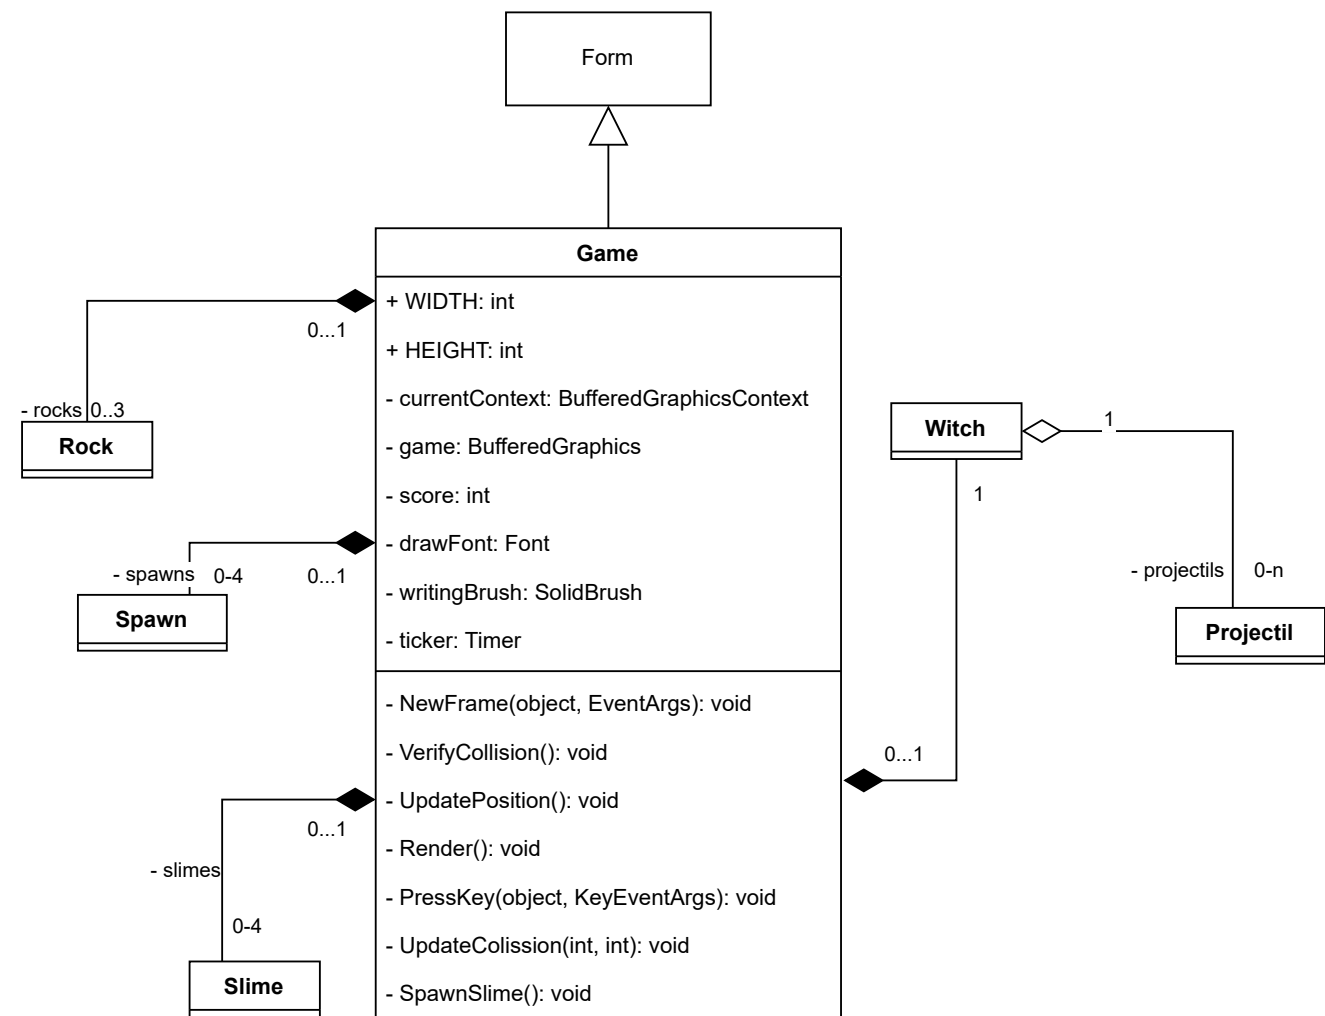 Form
Game
+ WIDTH: int
+ HEIGHT: int
- currentContext: BufferedGraphicsContext
- game: BufferedGraphics
- score: int
- drawFont: Font
- writingBrush: SolidBrush
- ticker: Timer
- NewFrame(object, EventArgs): void
- VerifyCollision(): void
- UpdatePosition(): void
- Render(): void
- PressKey(object, KeyEventArgs): void
- UpdateColission(int, int): void
- SpawnSlime(): void
0...1
- rocks 0..3
Rock
- spawns 0-4
0...1
Spawn
0...1
- slimes
0-4
Slime
Witch
1
1
0...1
- projectils 0-n
Projectil